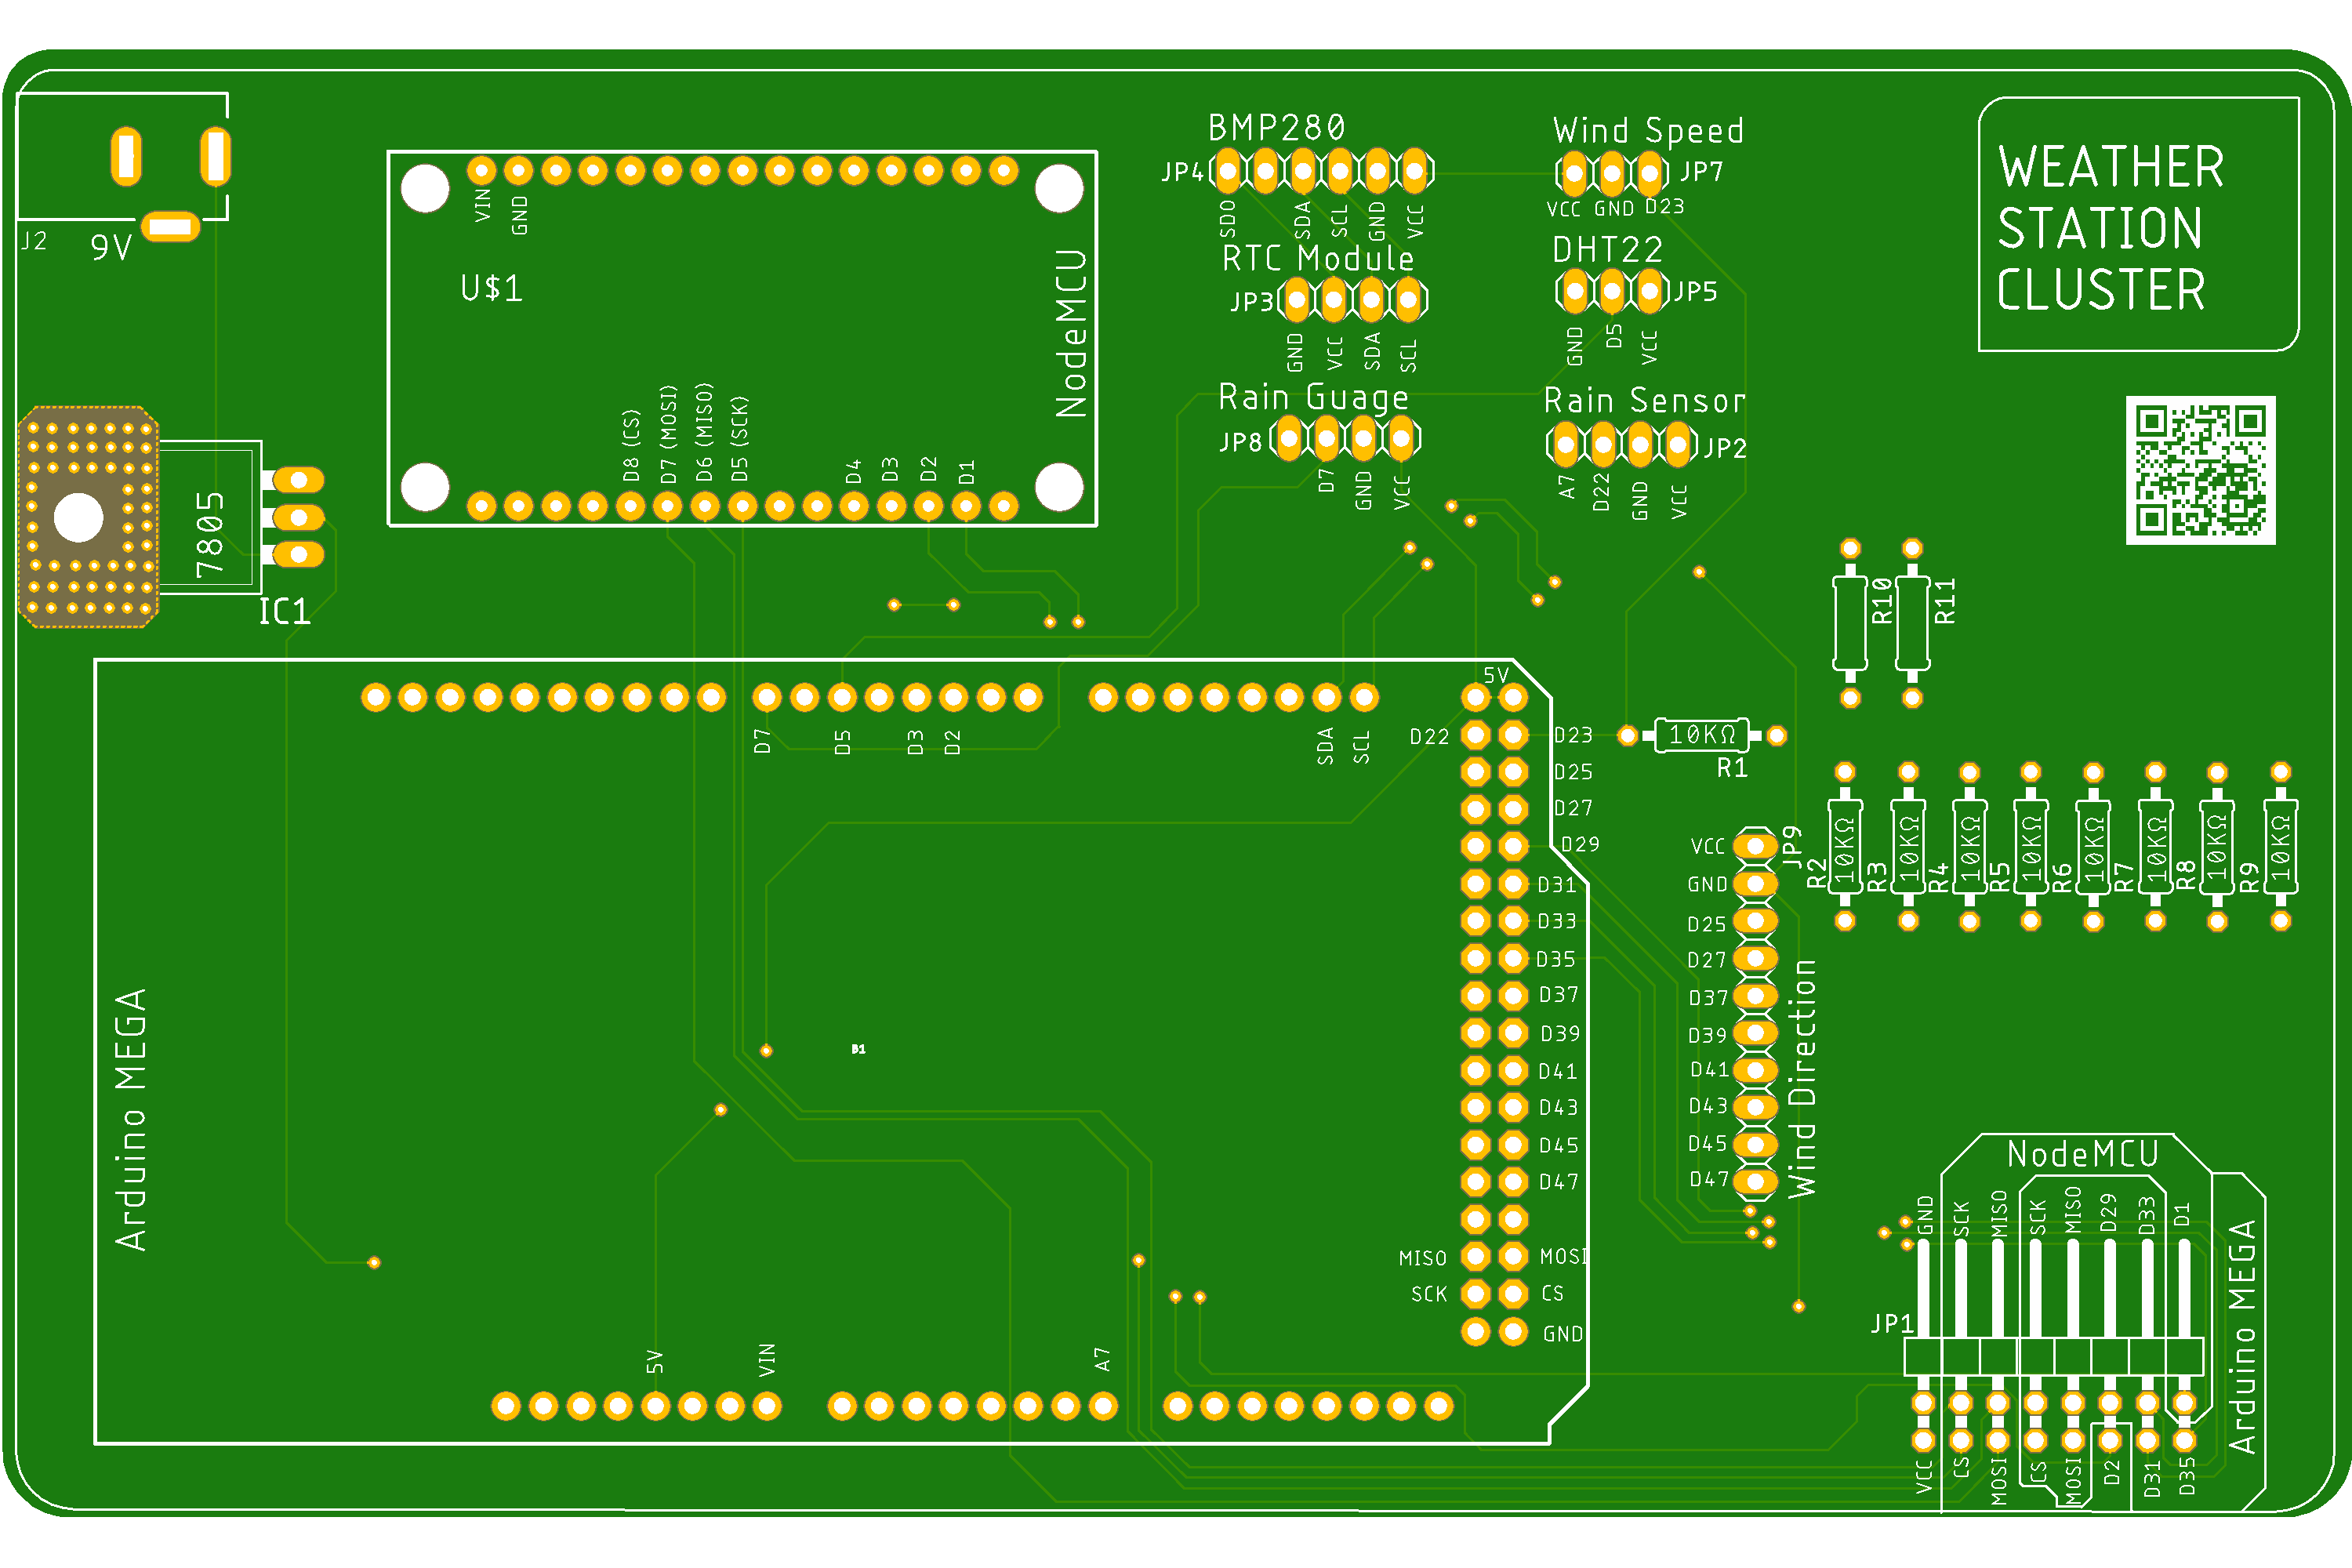 BMP280
JP4
SDO
SDA
SCL
GND
VCC
Wind Speed
JP7
VCC GND D23
WEATHER
STATION
CLUSTER
J2
9V
VIN
GND
U$1
NodeMCU
D8 (CS)
D7 (MOSI)
D6 (MISO)
D5 (SCK)
D4
D3
D2
D1
RTC Module
JP3
GND
VCC
SDA
SCL
DHT22
JP5
GND
D5
VCC
Rain Guage
JP8
D7
GND
VCC
Rain Sensor
JP2
A7
D22
GND
VCC
7805
IC1
R10
R11
5V
D7
D5
D3
D2
SDA
SCL
D22
D23
D25
D27
D29
D31
D33
D35
D37
D39
D41
D43
D45
D47
MISO
MOSI
SCK
CS
GND
10KΩ
R1
VCC
GND
D25
D27
D37
D39
D41
D43
D45
D47
JP9
Wind Direction
R2
10KΩ
R3
10KΩ
R4
10KΩ
R5
10KΩ
R6
10KΩ
R7
10KΩ
R8
10KΩ
R9
10KΩ
B1
Arduino MEGA
5V
VIN
A7
NodeMCU
GND
SCK
MISO
SCK
MISO
D29
D33
D1
JP1
Arduino MEGA
VCC
CS
MOSI
CS
MOSI
D2
D31
D35